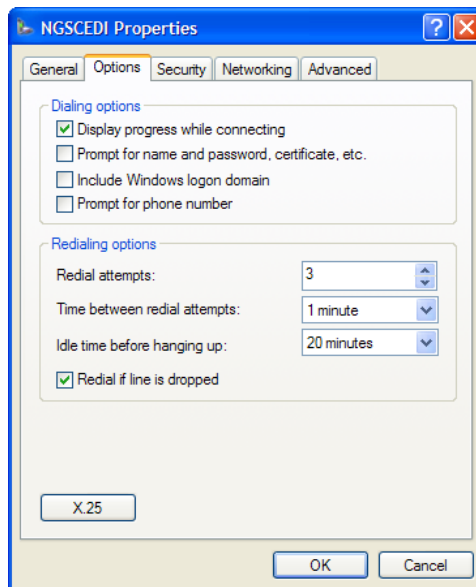 NGSCEDI Properties
General Options Security Networking Advanced
Dialing options
Display progress while connecting
Prompt for name and password, certificate, etc.
Include Windows logon domain
Prompt for phone number
Redialing options
Redial attempts: 3
Time between redial attempts: 1 minute
Idle time before hanging up: 20 minutes
Redial if line is dropped
X.25
OK Cancel